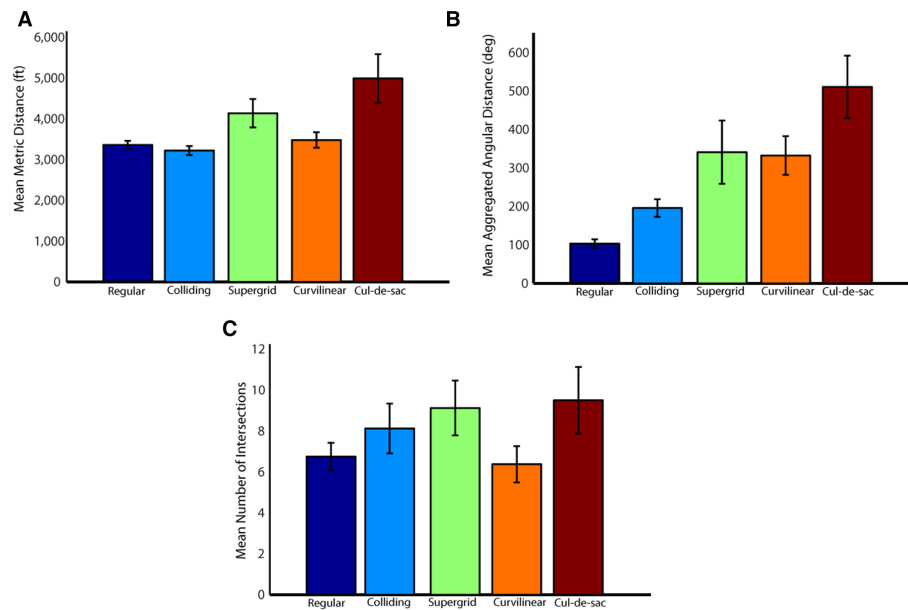 A
Mean Metric Distance (ft)
6,000
5,000
4,000
3,000
2,000
1,000
0
Regular Colliding Supergrid Curvilinear Cul-de-sac
B
Mean Aggregated Angular Distance (deg)
600
500
400
300
200
100
0
Regular Colliding Supergrid Curvilinear Cul-de-sac
C
Mean Number of Intersections
12
10
8
6
4
2
0
Regular Colliding Supergrid Curvilinear Cul-de-sac